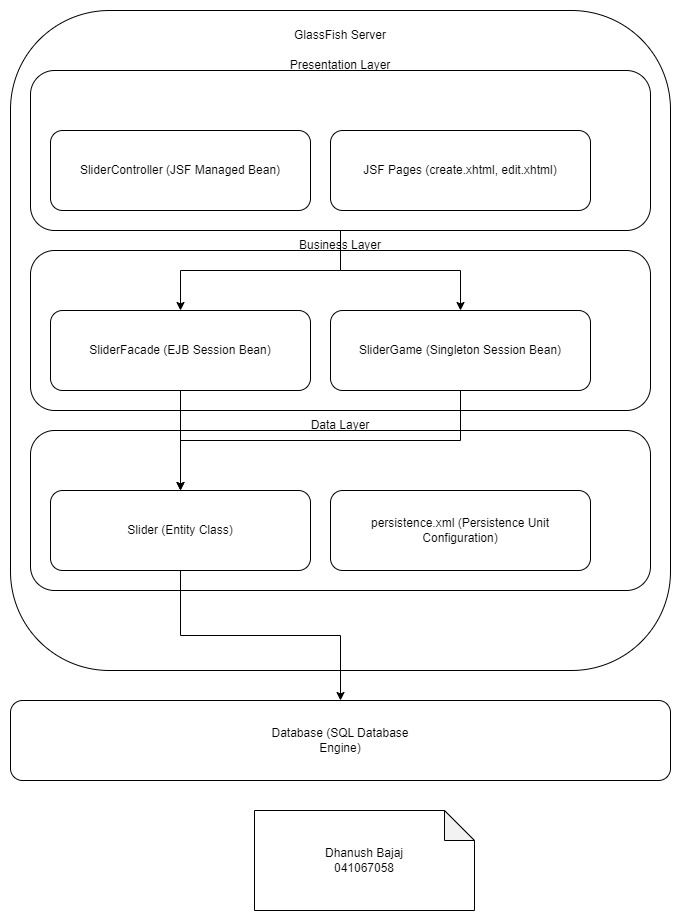 GlassFish Server
Presentation Layer
SliderController (JSF Managed Bean)
JSF Pages (create.xhtml, edit.xhtml)
Business Layer
SliderFacade (EJB Session Bean)
SliderGame (Singleton Session Bean)
Data Layer
Slider (Entity Class)
persistence.xml (Persistence Unit
Configuration)
Database (SQL Database
Engine)
Dhanush Bajaj
041067058